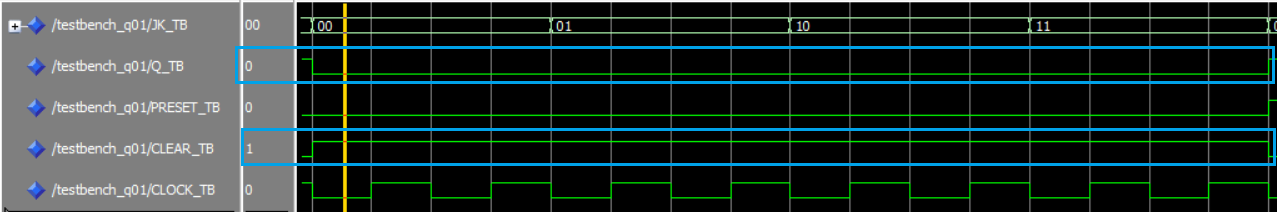 /testbench_q01/JK_TB 00 00 01 10 11
/testbench_q01/Q_TB 0
/testbench_q01/PRESET_TB 0
/testbench_q01/CLEAR_TB 1
/testbench_q01/CLOCK_TB 0